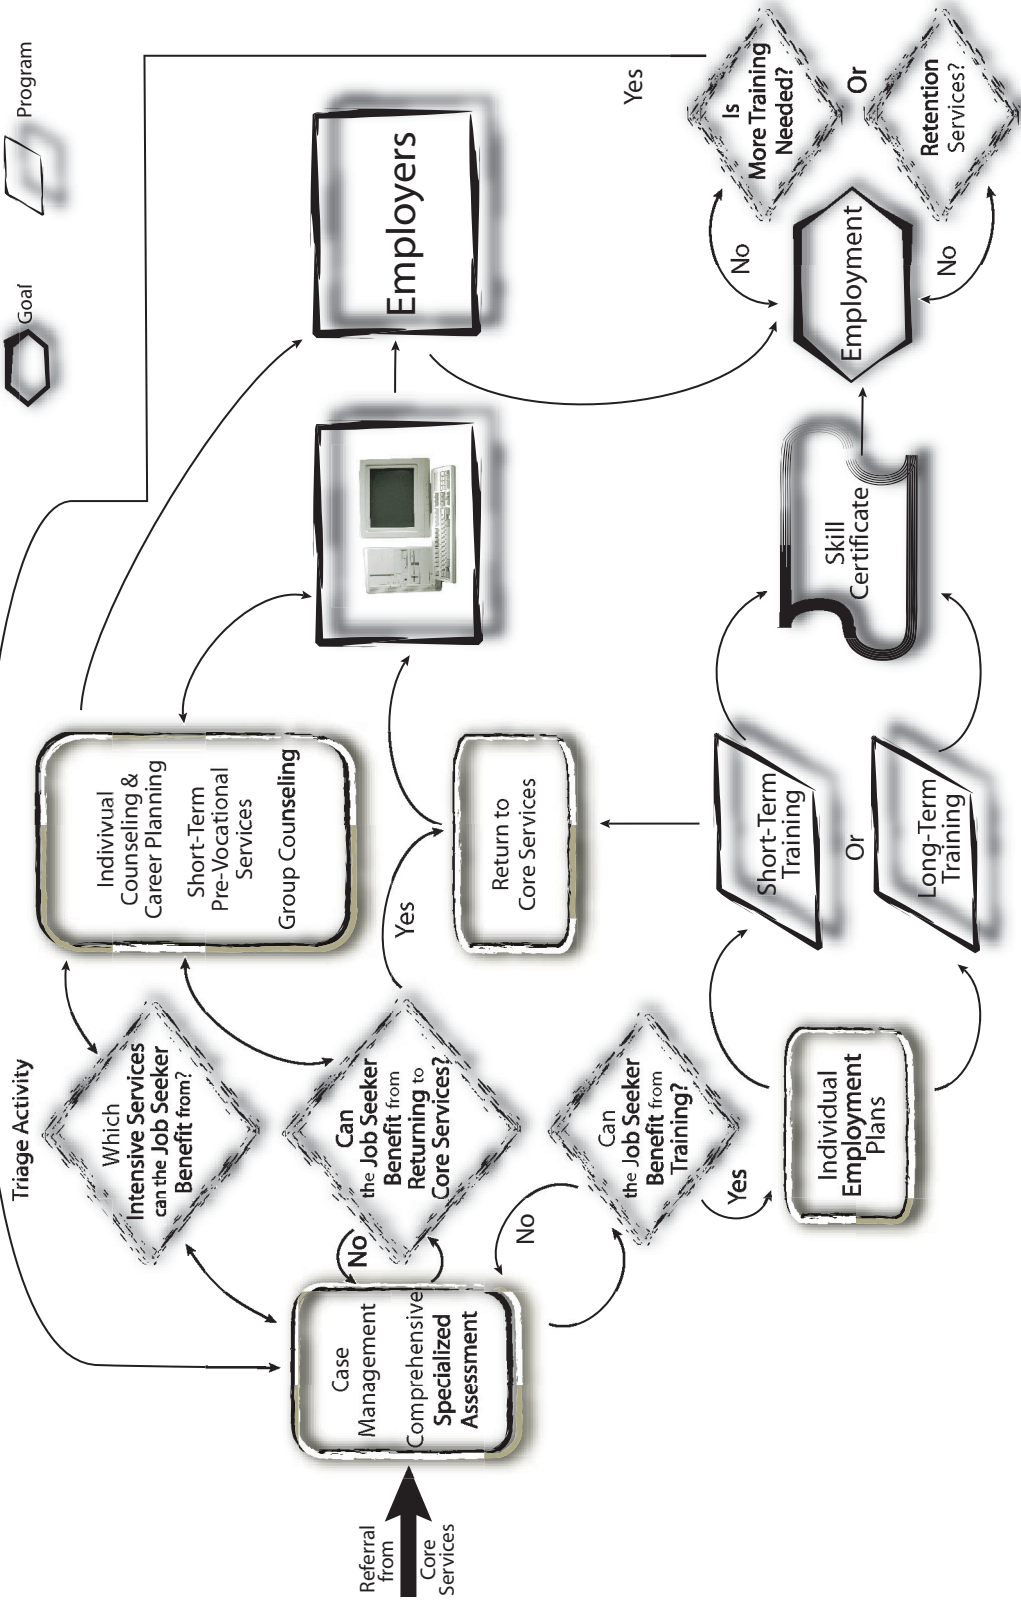 Goal
Program
Triage Activity
Referral
from
Core
Services
Case
Management
Comprehensive
Specialized
Assessment
Which
Intensive Services
can the Job Seeker
Benefit from?
No
Can
the Job Seeker
Benefit from
Returning to
Core Services?
Yes
No
Can
the Job Seeker
Benefit from
Training?
Yes
Indivual
Counseling &
Career Planning
Short-Term
Pre-Vocational
Services
Group Counseling
Return to
Core Services
Individual
Employment
Plans
Short-Term
Training
Or
Long-Term
Training
Employers
Skill
Certificate
Employment
No
No
Yes
Is
More Training
Needed?
Or
Retention
Services?